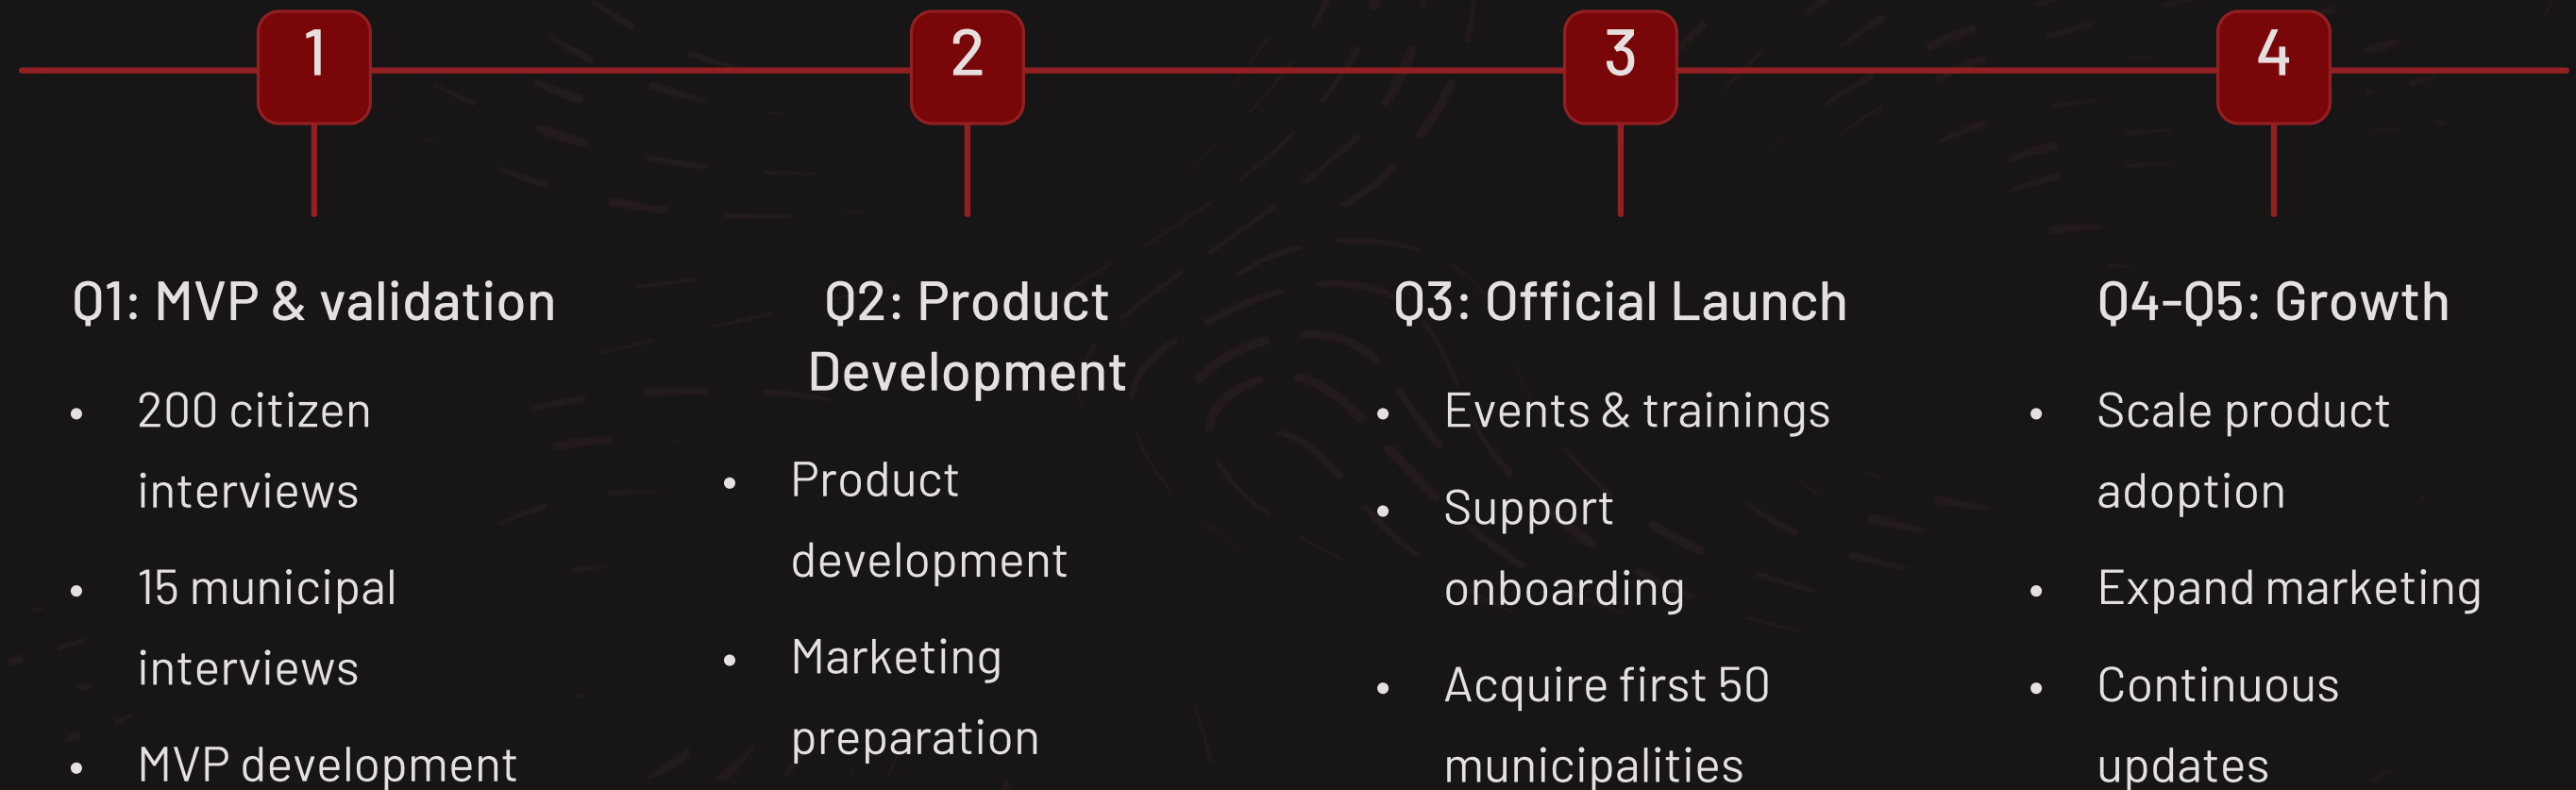 1
2
3
4
Q1: MVP & validation
• 200 citizen
interviews
• 15 municipal
interviews
• MVP development
Q2: Product
Development
• Product
development
• Marketing
preparation
Q3: Official Launch
• Events & trainings
• Support
onboarding
• Acquire first 50
municipalities
Q4-Q5: Growth
• Scale product
adoption
• Expand marketing
• Continuous
updates